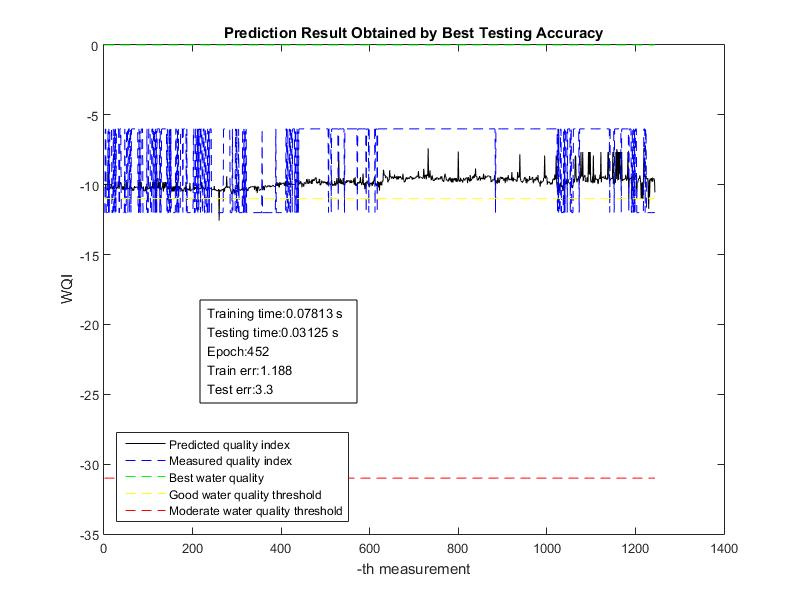 Prediction Result Obtained by Best Testing Accuracy
0
-5
-10
-15
-20
-25
-30
-35
WQI
Training time:0.07813 s
Testing time:0.03125 s
Epoch:452
Train err:1.188
Test err:3.3
Predicted quality index
Measured quality index
Best water quality
Good water quality threshold
Moderate water quality threshold
0 200 400 600 800 1000 1200 1400
-th measurement